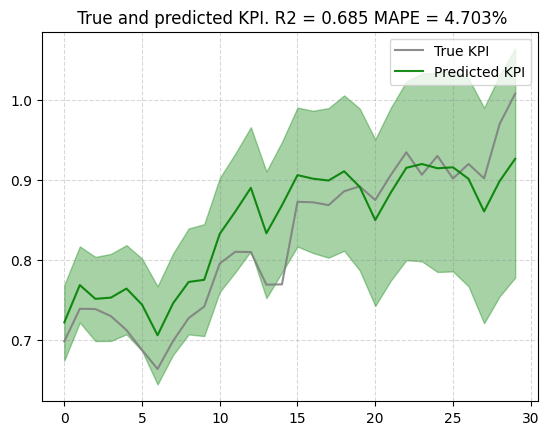 True and predicted KPI. R2 = 0.685 MAPE = 4.703%
True KPI
Predicted KPI
1.0
0.9
0.8
0.7
0 5 10 15 20 25 30